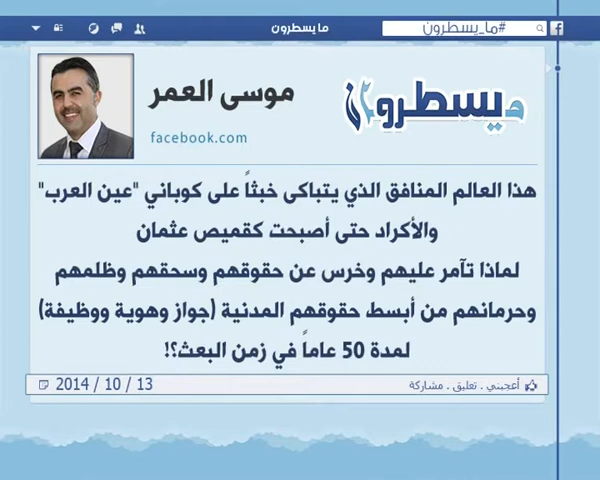 ما يسطرون
#ما_يسطرون
موسى العمر
facebook.com
ما يسطرون
هذا العالم المنافق الذي يتباكى خبثاً على كوباني "عين العرب"
والأكراد حتى أصبحت كقميص عثمان
لماذا تآمر عليهم وخرس عن حقوقهم وسحقهم وظلمهم
وحرمانهم من أبسط حقوقهم المدنية (جواز وهوية ووظيفة)
لمدة 50 عاماً في زمن البعث؟!
أعجبني . تعليق . مشاركة
2014 / 10 / 13